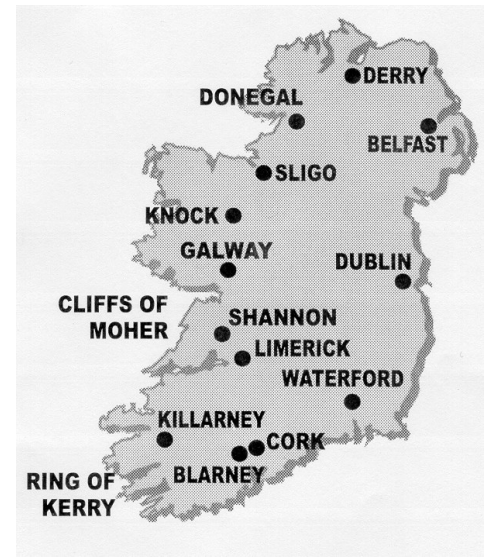 DERRY
DONEGAL
BELFAST
SLIGO
KNOCK
GALWAY
DUBLIN
CLIFFS OF
MOHER
SHANNON
LIMERICK
WATERFORD
KILLARNEY
CORK
BLARNEY
RING OF
KERRY